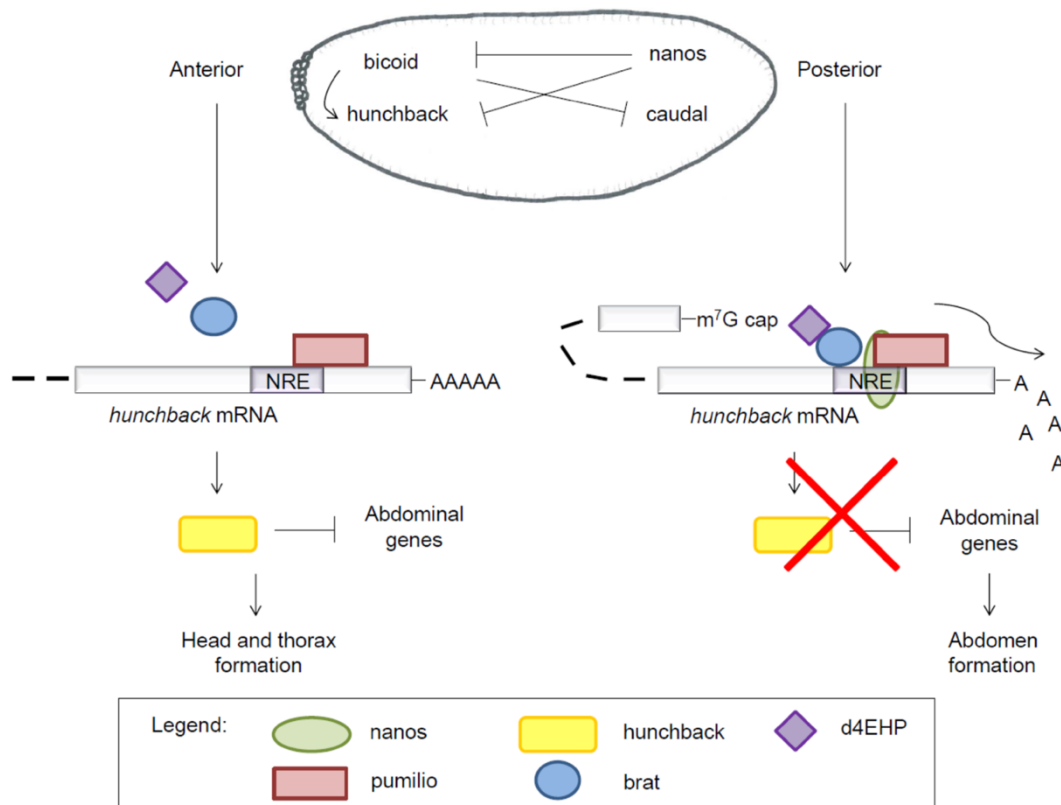 Anterior
bicoid
nanos
Posterior
hunchback
caudal
NRE
AAAAA
hunchback mRNA
m⁷G cap
NRE
A
A
A
A
A
hunchback mRNA
Abdominal
genes
Head and thorax
formation
Abdominal
genes
Abdomen
formation
Legend:
nanos
hunchback
d4EHP
pumilio
brat